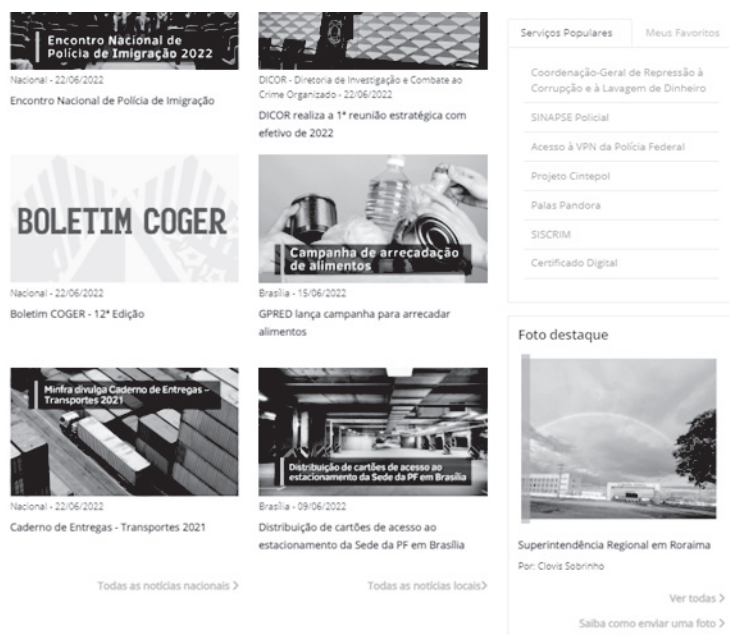 Encontro Nacional de
Polícia de Imigração 2022
Nacional - 22/06/2022
Encontro Nacional de Polícia de Imigração
DICOR - Diretoria de Investigação e Combate ao
Crime Organizado - 22/06/2022
DICOR realiza a 1ª reunião estratégica com
efetivo de 2022
BOLETIM COGER
Nacional - 22/06/2022
Boletim COGER - 12ª Edição
Campanha de arrecadação
de alimentos
Brasília - 15/06/2022
GPRED lança campanha para arrecadar
alimentos
Minfra divulga Caderno de Entregas –
Transportes 2021
Nacional - 22/06/2022
Caderno de Entregas - Transportes 2021
Distribuição de cartões de acesso ao
estacionamento da Sede da PF em Brasília
Brasília - 09/06/2022
Distribuição de cartões de acesso ao
estacionamento da Sede da PF em Brasília
Todas as notícias nacionais >
Todas as notícias locais>
Serviços Populares
Meus Favoritos
Coordenação-Geral de Repressão à
Corrupção e à Lavagem de Dinheiro
SINAPSE Policial
Acesso à VPN da Polícia Federal
Projeto Cintepol
Palas Pandora
SISCRIM
Certificado Digital
Foto destaque
Superintendência Regional em Roraima
Por: Clovis Sobrinho
Ver todas >
Saiba como enviar uma foto >